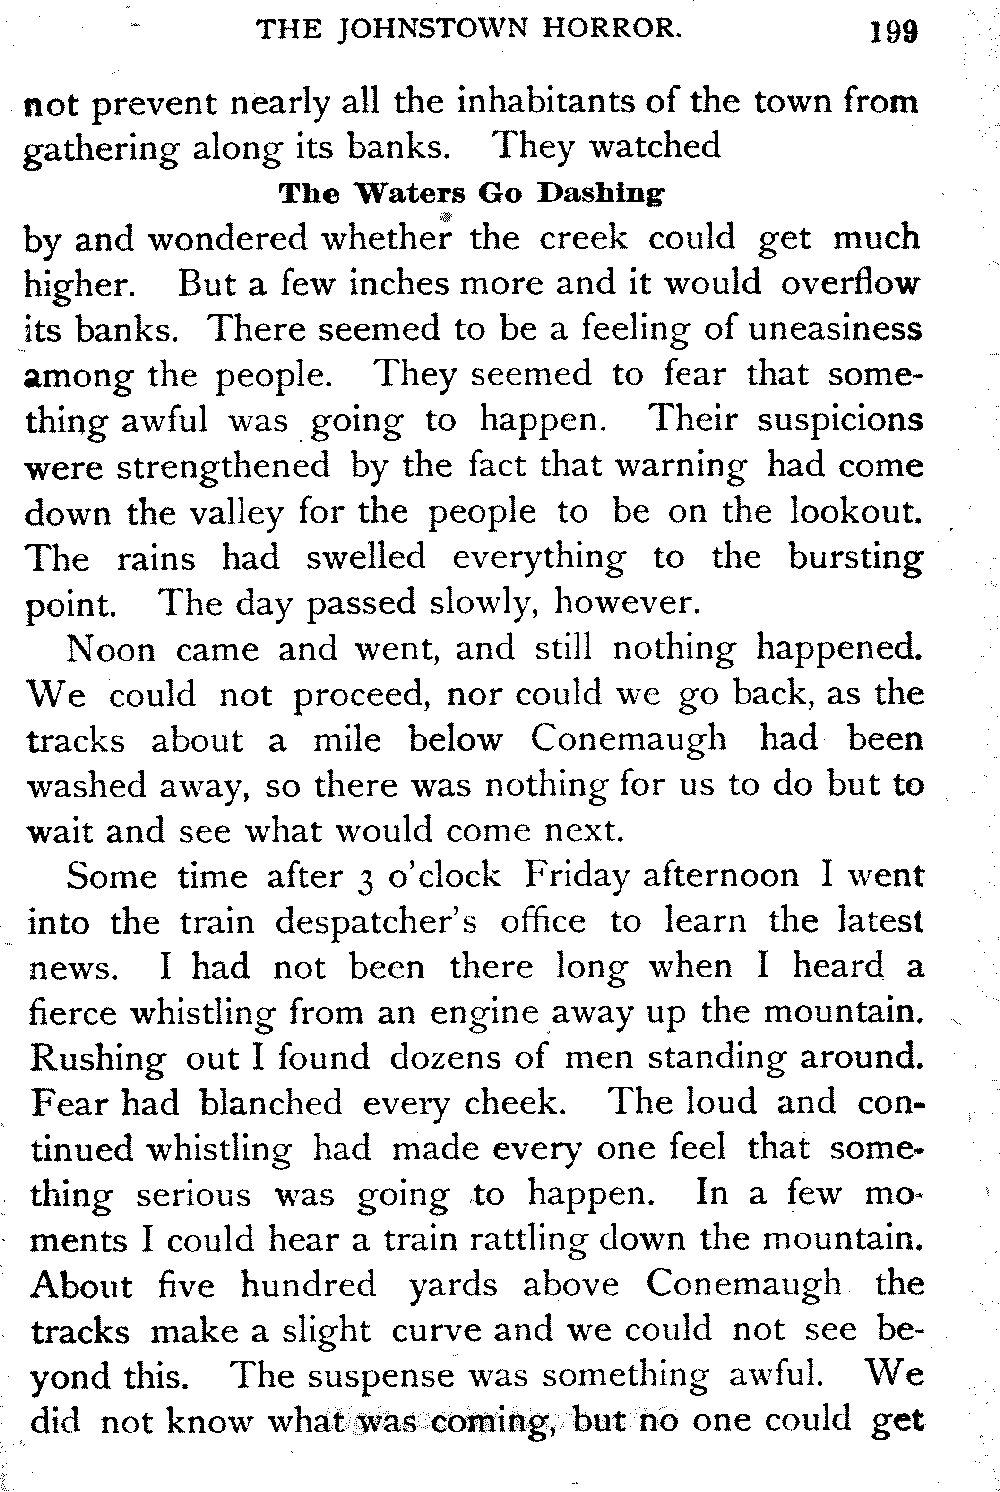 THE JOHNSTOWN HORROR. 199
not prevent nearly all the inhabitants of the town from
gathering along its banks. They watched
The Waters Go Dashing
by and wondered whether the creek could get much
higher. But a few inches more and it would overflow
its banks. There seemed to be a feeling of uneasiness
among the people. They seemed to fear that some-
thing awful was going to happen. Their suspicions
were strengthened by the fact that warning had come
down the valley for the people to be on the lookout.
The rains had swelled everything to the bursting
point. The day passed slowly, however.
Noon came and went, and still nothing happened.
We could not proceed, nor could we go back, as the
tracks about a mile below Conemaugh had been
washed away, so there was nothing for us to do but to
wait and see what would come next.
Some time after 3 o'clock Friday afternoon I went
into the train despatcher's office to learn the latest
news. I had not been there long when I heard a
fierce whistling from an engine away up the mountain.
Rushing out I found dozens of men standing around.
Fear had blanched every cheek. The loud and con-
tinued whistling had made every one feel that some-
thing serious was going to happen. In a few mo-
ments I could hear a train rattling down the mountain.
About five hundred yards above Conemaugh the
tracks make a slight curve and we could not see be-
yond this. The suspense was something awful. We
did not know what was coming, but no one could get